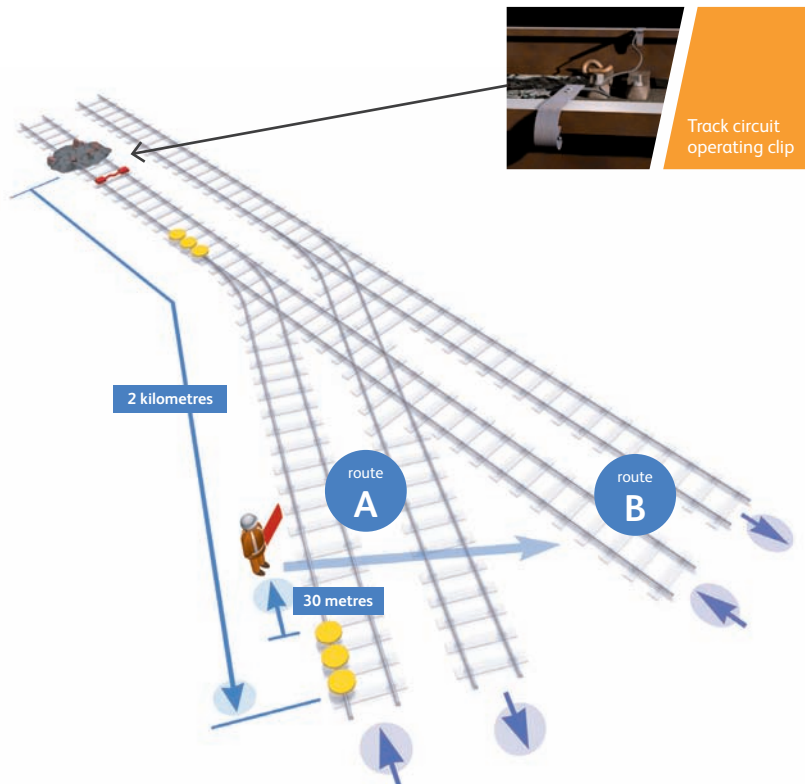 Track circuit
operating clip
2 kilometres
route
A
route
B
30 metres